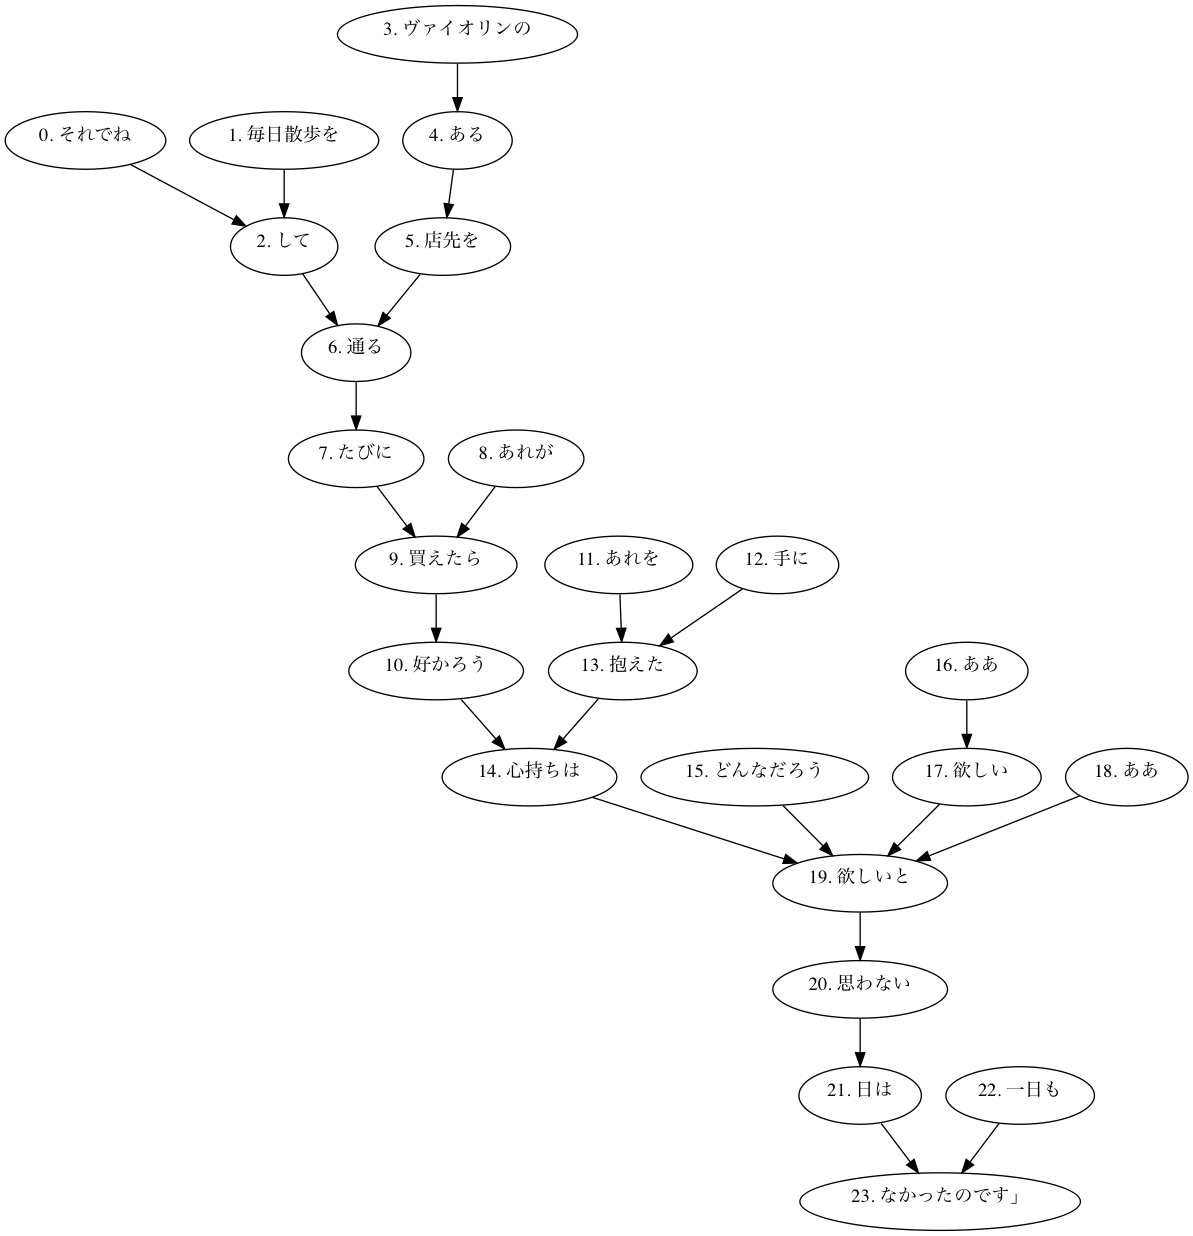 3. ヴァイオリンの
0. それでね
1. 毎日散歩を
4. ある
2. して
5. 店先を
6. 通る
7. たびに
8. あれが
9. 買えたら
11. あれを
12. 手に
10. 好かろう
13. 抱えた
16. ああ
14. 心持ちは
15. どんなだろう
17. 欲しい
18. ああ
19. 欲しいと
20. 思わない
21. 日は
22. 一日も
23. なかったのです」